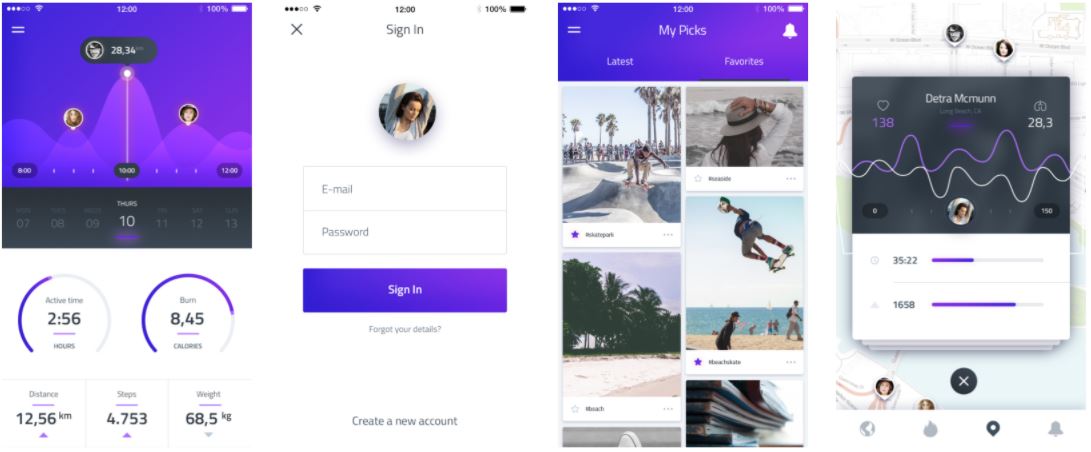 12:00
100%
28,34 km
8:00
10:00
12:00
THURS
MON TUES WEDS FRI SAT SUN
07 08 09 10 11 12 13
Active time
2:56
HOURS
Burn
8,45
CALORIES
Distance
12,56 km
Steps
4.753
Weight
68,5 kg
12:00
100%
Sign In
E-mail
Password
Sign In
Forgot your details?
Create a new account
12:00
100%
My Picks
Latest
Favorites
#skatepark
#seaside
#beach
#beachskate
W Ocean Blvd
W Ocean Blvd
Detra Mcmunn
Long Beach, CA
138
28,3
0
150
35:22
1658